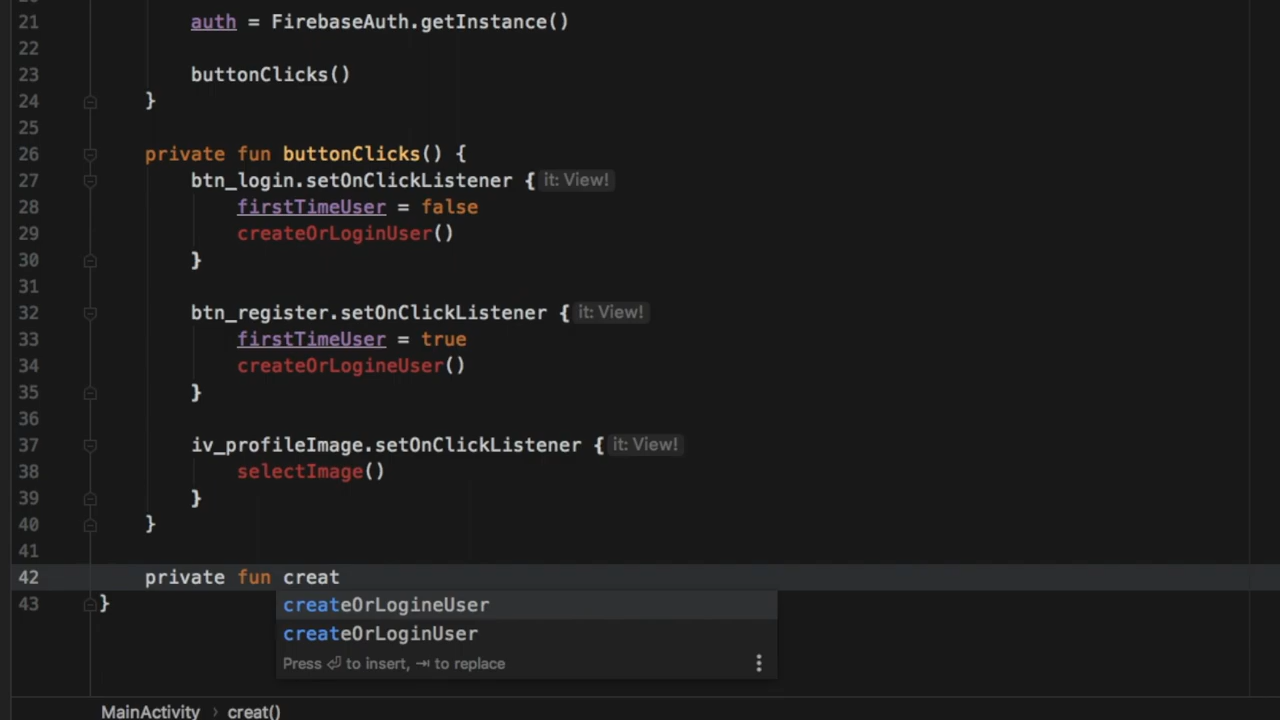 21 auth = FirebaseAuth.getInstance()
22
23 buttonClicks()
24 }
25
26 private fun buttonClicks() {
27 btn_login.setOnClickListener { it: View!
28 firstTimeUser = false
29 createOrLoginUser()
30 }
31
32 btn_register.setOnClickListener { it: View!
33 firstTimeUser = true
34 createOrLogineUser()
35 }
36
37 iv_profileImage.setOnClickListener { it: View!
38 selectImage()
39 }
40 }
41
42 private fun creat
43 }
createOrLogineUser
createOrLoginUser
Press ⏎ to insert, ⇥ to replace
MainActivity › creat()